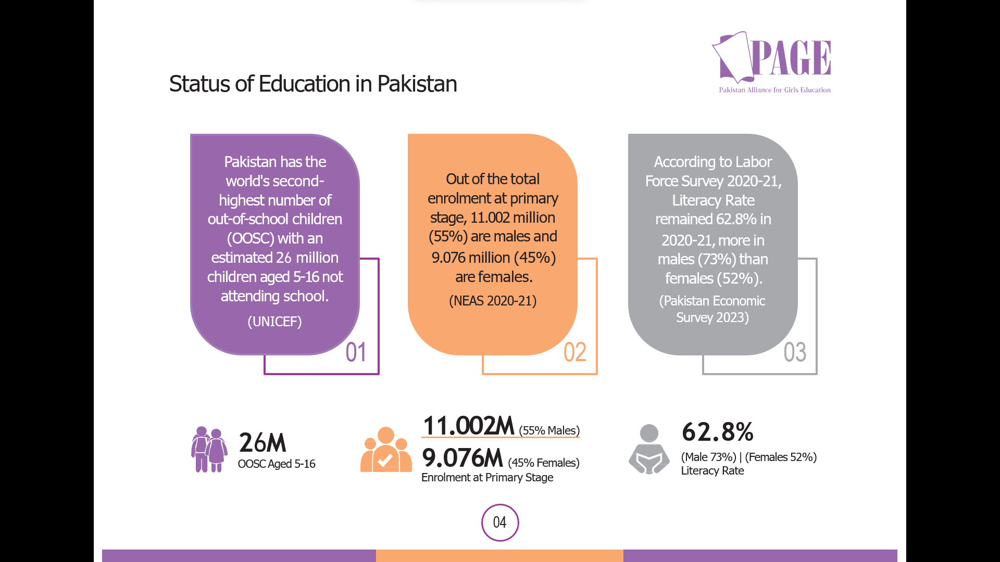 PAGE
Pakistan Alliance for Girls Education
Status of Education in Pakistan
Pakistan has the
world's second-
highest number of
out-of-school children
(OOSC) with an
estimated 26 million
children aged 5-16 not
attending school.
(UNICEF)
01
Out of the total
enrolment at primary
stage, 11.002 million
(55%) are males and
9.076 million (45%)
are females.
(NEAS 2020-21)
02
According to Labor
Force Survey 2020-21,
Literacy Rate
remained 62.8% in
2020-21, more in
males (73%) than
females (52%).
(Pakistan Economic
Survey 2023)
03
26M
OOSC Aged 5-16
11.002M (55% Males)
9.076M (45% Females)
Enrolment at Primary Stage
62.8%
(Male 73%) | (Females 52%)
Literacy Rate
04